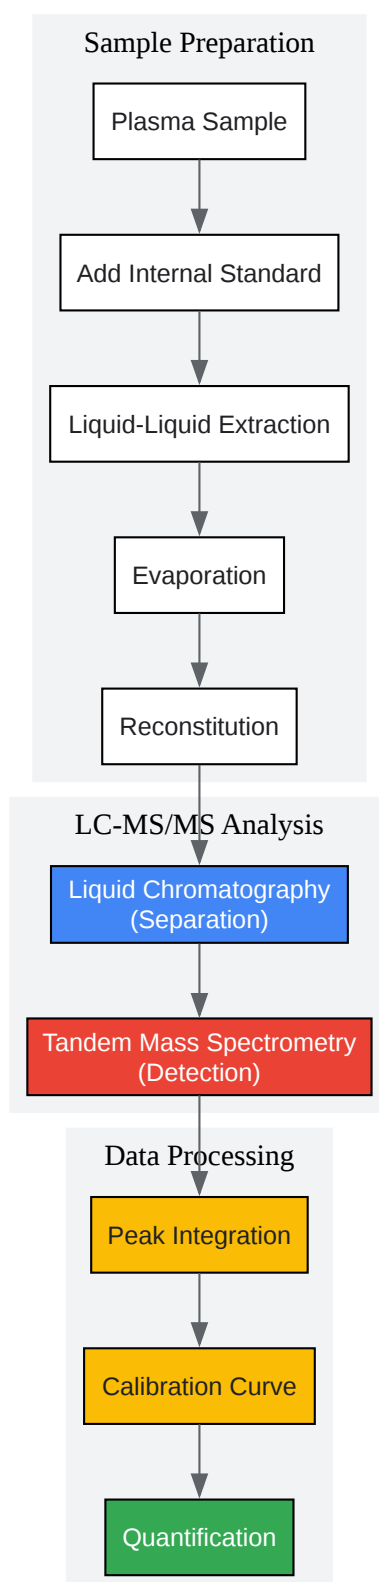 Sample Preparation
Plasma Sample
Add Internal Standard
Liquid-Liquid Extraction
Evaporation
Reconstitution
LC-MS/MS Analysis
Liquid Chromatography
(Separation)
Tandem Mass Spectrometry
(Detection)
Data Processing
Peak Integration
Calibration Curve
Quantification